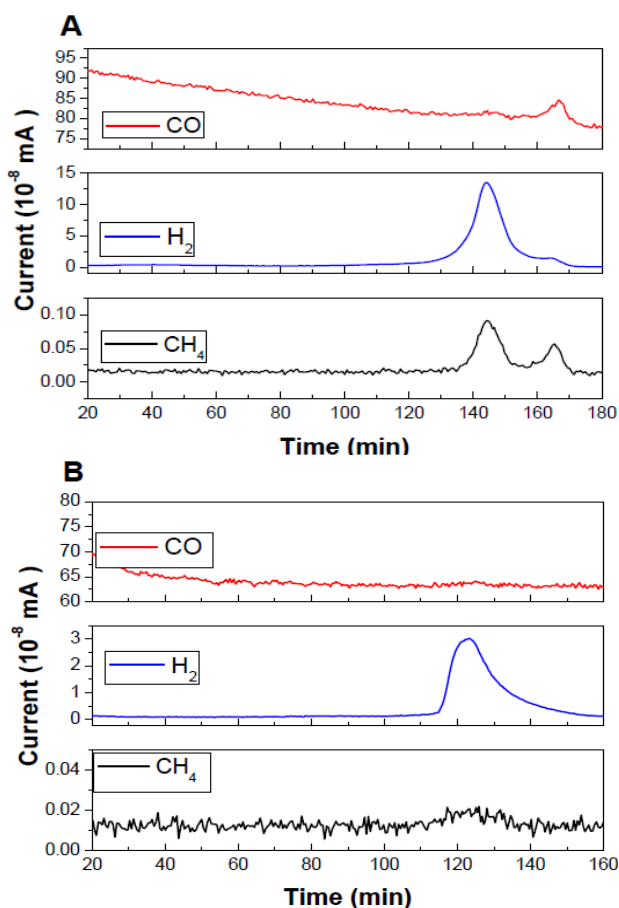 A
95
90
85
80
75
CO
15
10
5
0
H₂
0.10
0.05
0.00
CH₄
Current (10⁻⁸ mA)
20 40 60 80 100 120 140 160 180
Time (min)
B
80
75
70
65
60
CO
3
2
1
0
H₂
0.04
0.02
0.00
CH₄
Current (10⁻⁸ mA )
20 40 60 80 100 120 140 160
Time (min)